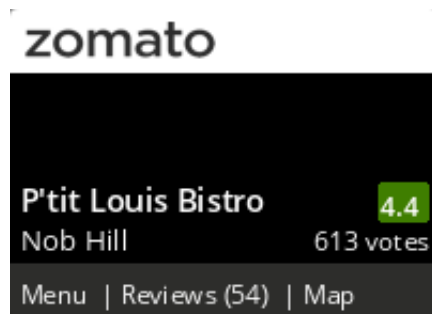 zomato
P'tit Louis Bistro 4.4
Nob Hill 613 votes
Menu | Reviews (54) | Map